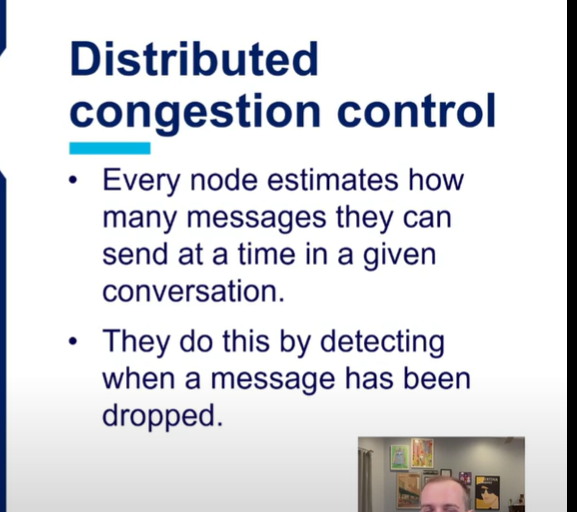 Distributed
congestion control
• Every node estimates how
many messages they can
send at a time in a given
conversation.
• They do this by detecting
when a message has been
dropped.